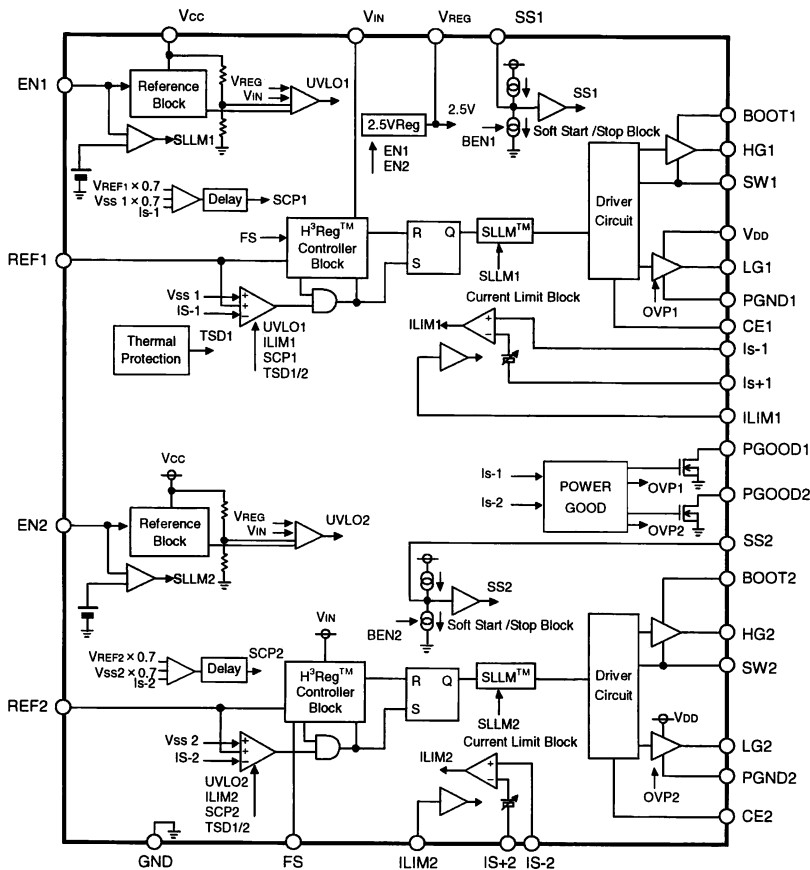 VCC
VIN
VREG
SS1
EN1
Reference
Block
VREG
VIN
UVLO1
SLLM1
2.5VReg
2.5V
EN1
EN2
SS1
BEN1
Soft Start /Stop Block
BOOT1
HG1
SW1
Driver
Circuit
VREF1 × 0.7
VSS 1 × 0.7
IS-1
Delay
SCP1
FS
H³Reg™
Controller
Block
R
Q
S
SLLM™
SLLM1
VDD
LG1
OVP1
PGND1
REF1
VSS 1
IS-1
UVLO1
ILIM1
SCP1
TSD1/2
Thermal
Protection
TSD1
Current Limit Block
ILIM1
CE1
IS-1
IS+1
ILIM1
PGOOD1
IS-1
IS-2
POWER
GOOD
OVP1
OVP2
PGOOD2
VCC
EN2
Reference
Block
VREG
VIN
UVLO2
SLLM2
SS2
SS2
BEN2
Soft Start /Stop Block
BOOT2
HG2
SW2
Driver
Circuit
VIN
VREF2 × 0.7
VSS2 × 0.7
IS-2
Delay
SCP2
H³Reg™
Controller
Block
R
Q
S
SLLM™
SLLM2
REF2
VSS 2
IS-2
UVLO2
ILIM2
SCP2
TSD1/2
Current Limit Block
ILIM2
VDD
LG2
OVP2
PGND2
CE2
GND
FS
ILIM2
IS+2
IS-2